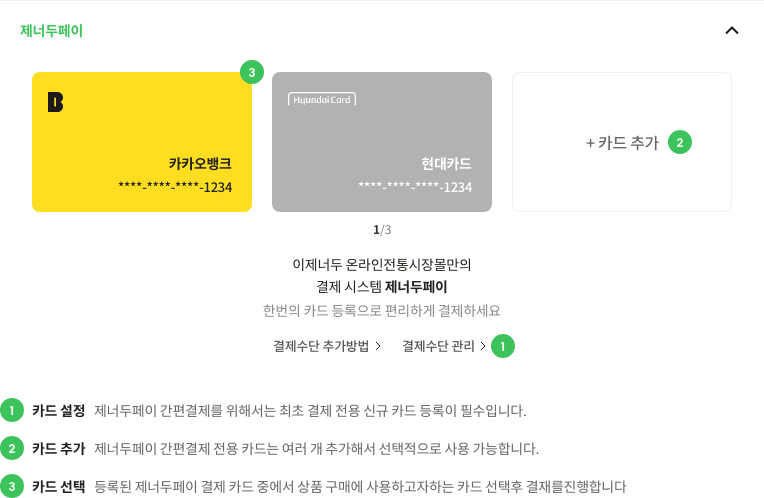 제너두페이
3
B
카카오뱅크
****-****-****-1234
Hyundai Card
현대카드
****-****-****-1234
+ 카드 추가 2
1/3
이제너두 온라인전통시장몰만의
결제 시스템 제너두페이
한번의 카드 등록으로 편리하게 결제하세요
결제수단 추가방법 > 결제수단 관리 > 1
1 카드 설정 제너두페이 간편결제를 위해서는 최초 결제 전용 신규 카드 등록이 필수입니다.
2 카드 추가 제너두페이 간편결제 전용 카드는 여러 개 추가해서 선택적으로 사용 가능합니다.
3 카드 선택 등록된 제너두페이 결제 카드 중에서 상품 구매에 사용하고자하는 카드 선택후 결재를진행합니다